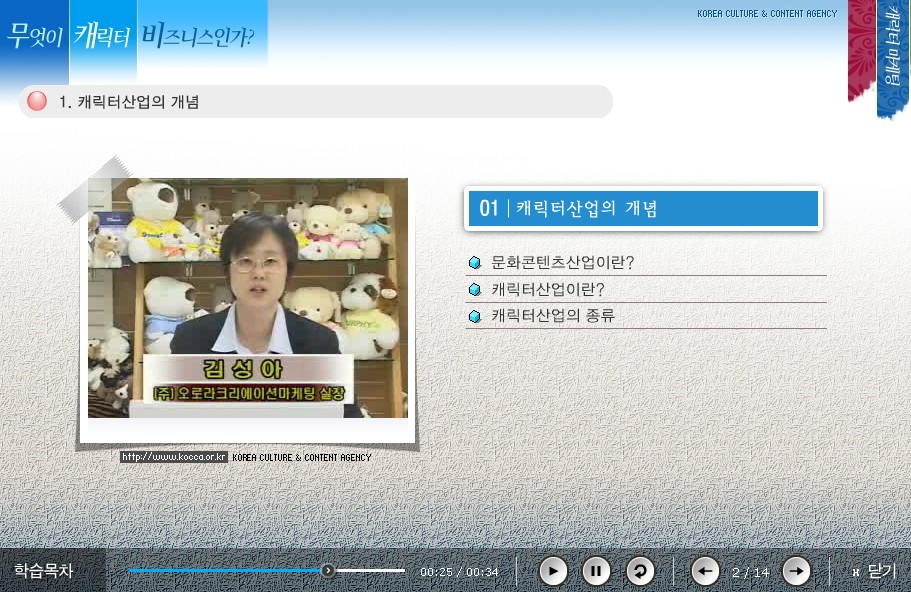 무엇이 캐릭터 비즈니스인가?
KOREA CULTURE & CONTENT AGENCY
캐릭터 마케팅
1. 캐릭터산업의 개념
01 캐릭터산업의 개념
문화콘텐츠산업이란?
캐릭터산업이란?
캐릭터산업의 종류
김성아
(주) 오로라크리에이션마케팅 실장
http://www.kocca.or.kr KOREA CULTURE & CONTENT AGENCY
학습목차
00:25 / 00:34
2 / 14
x 닫기